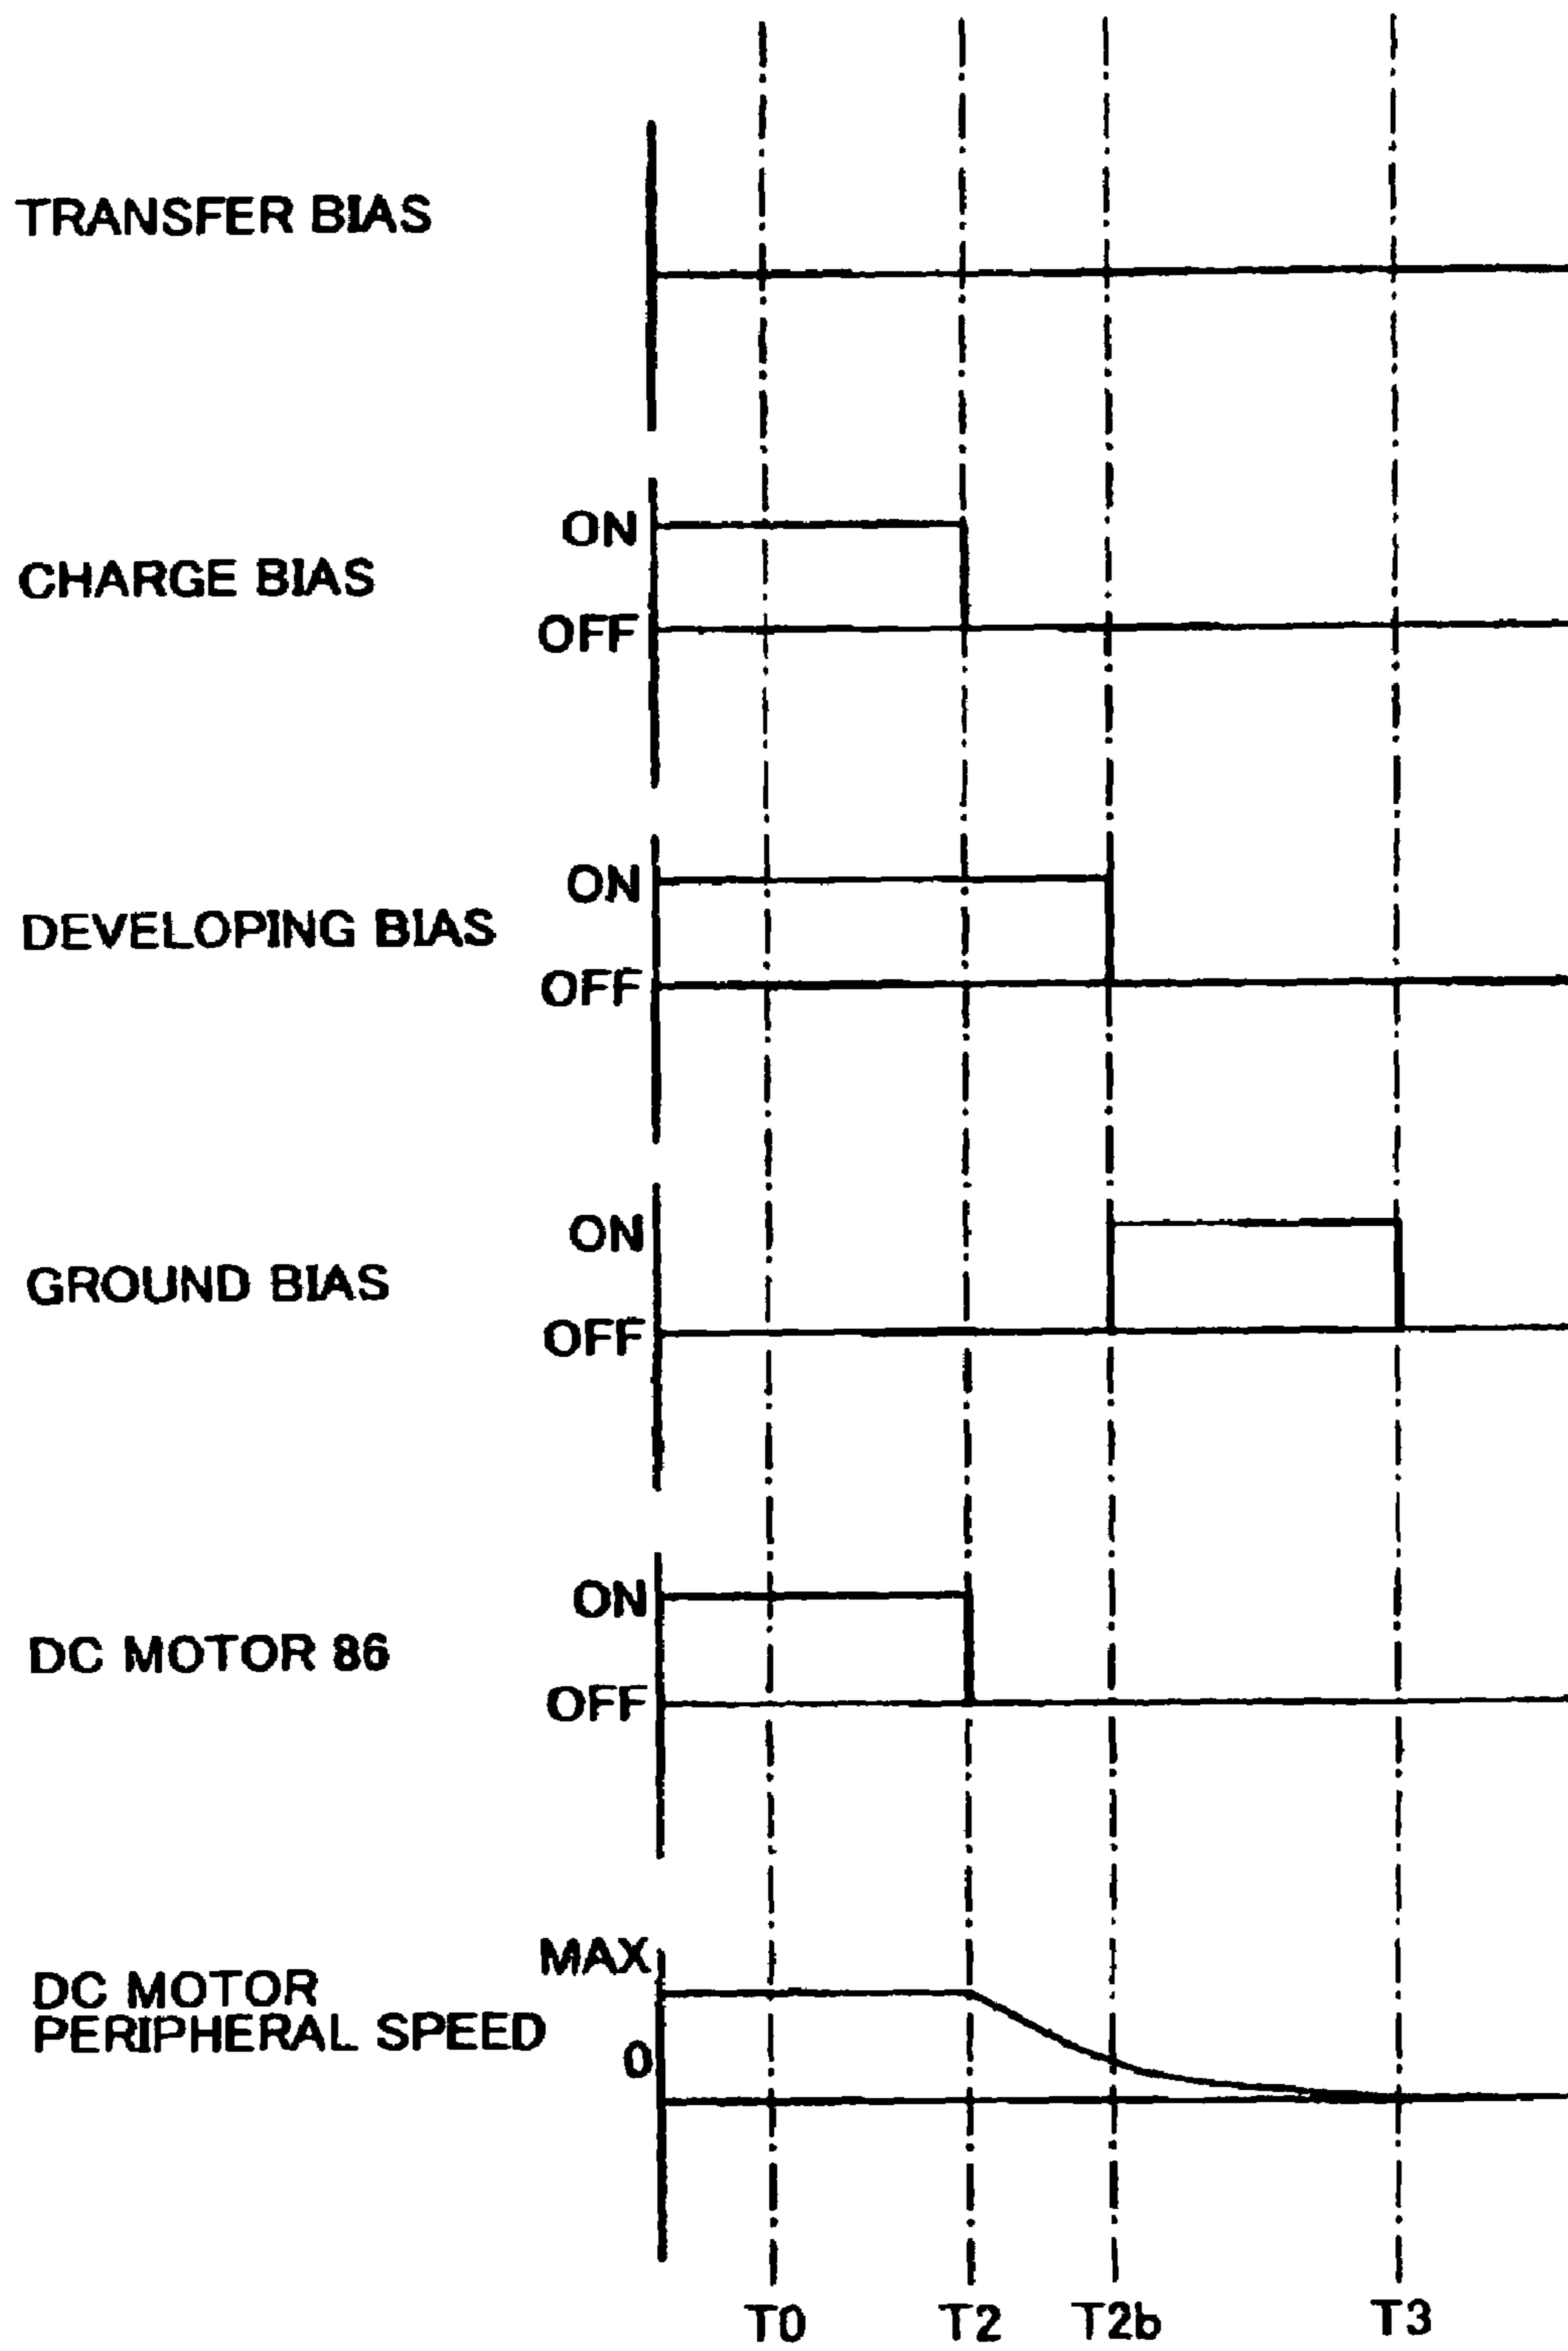 TRANSFER BIAS
ON
CHARGE BIAS
OFF
ON
DEVELOPING BIAS
OFF
ON
GROUND BIAS
OFF
ON
DC MOTOR 86
OFF
MAX
DC MOTOR
PERIPHERAL SPEED
0
T0 T2 T2b T3